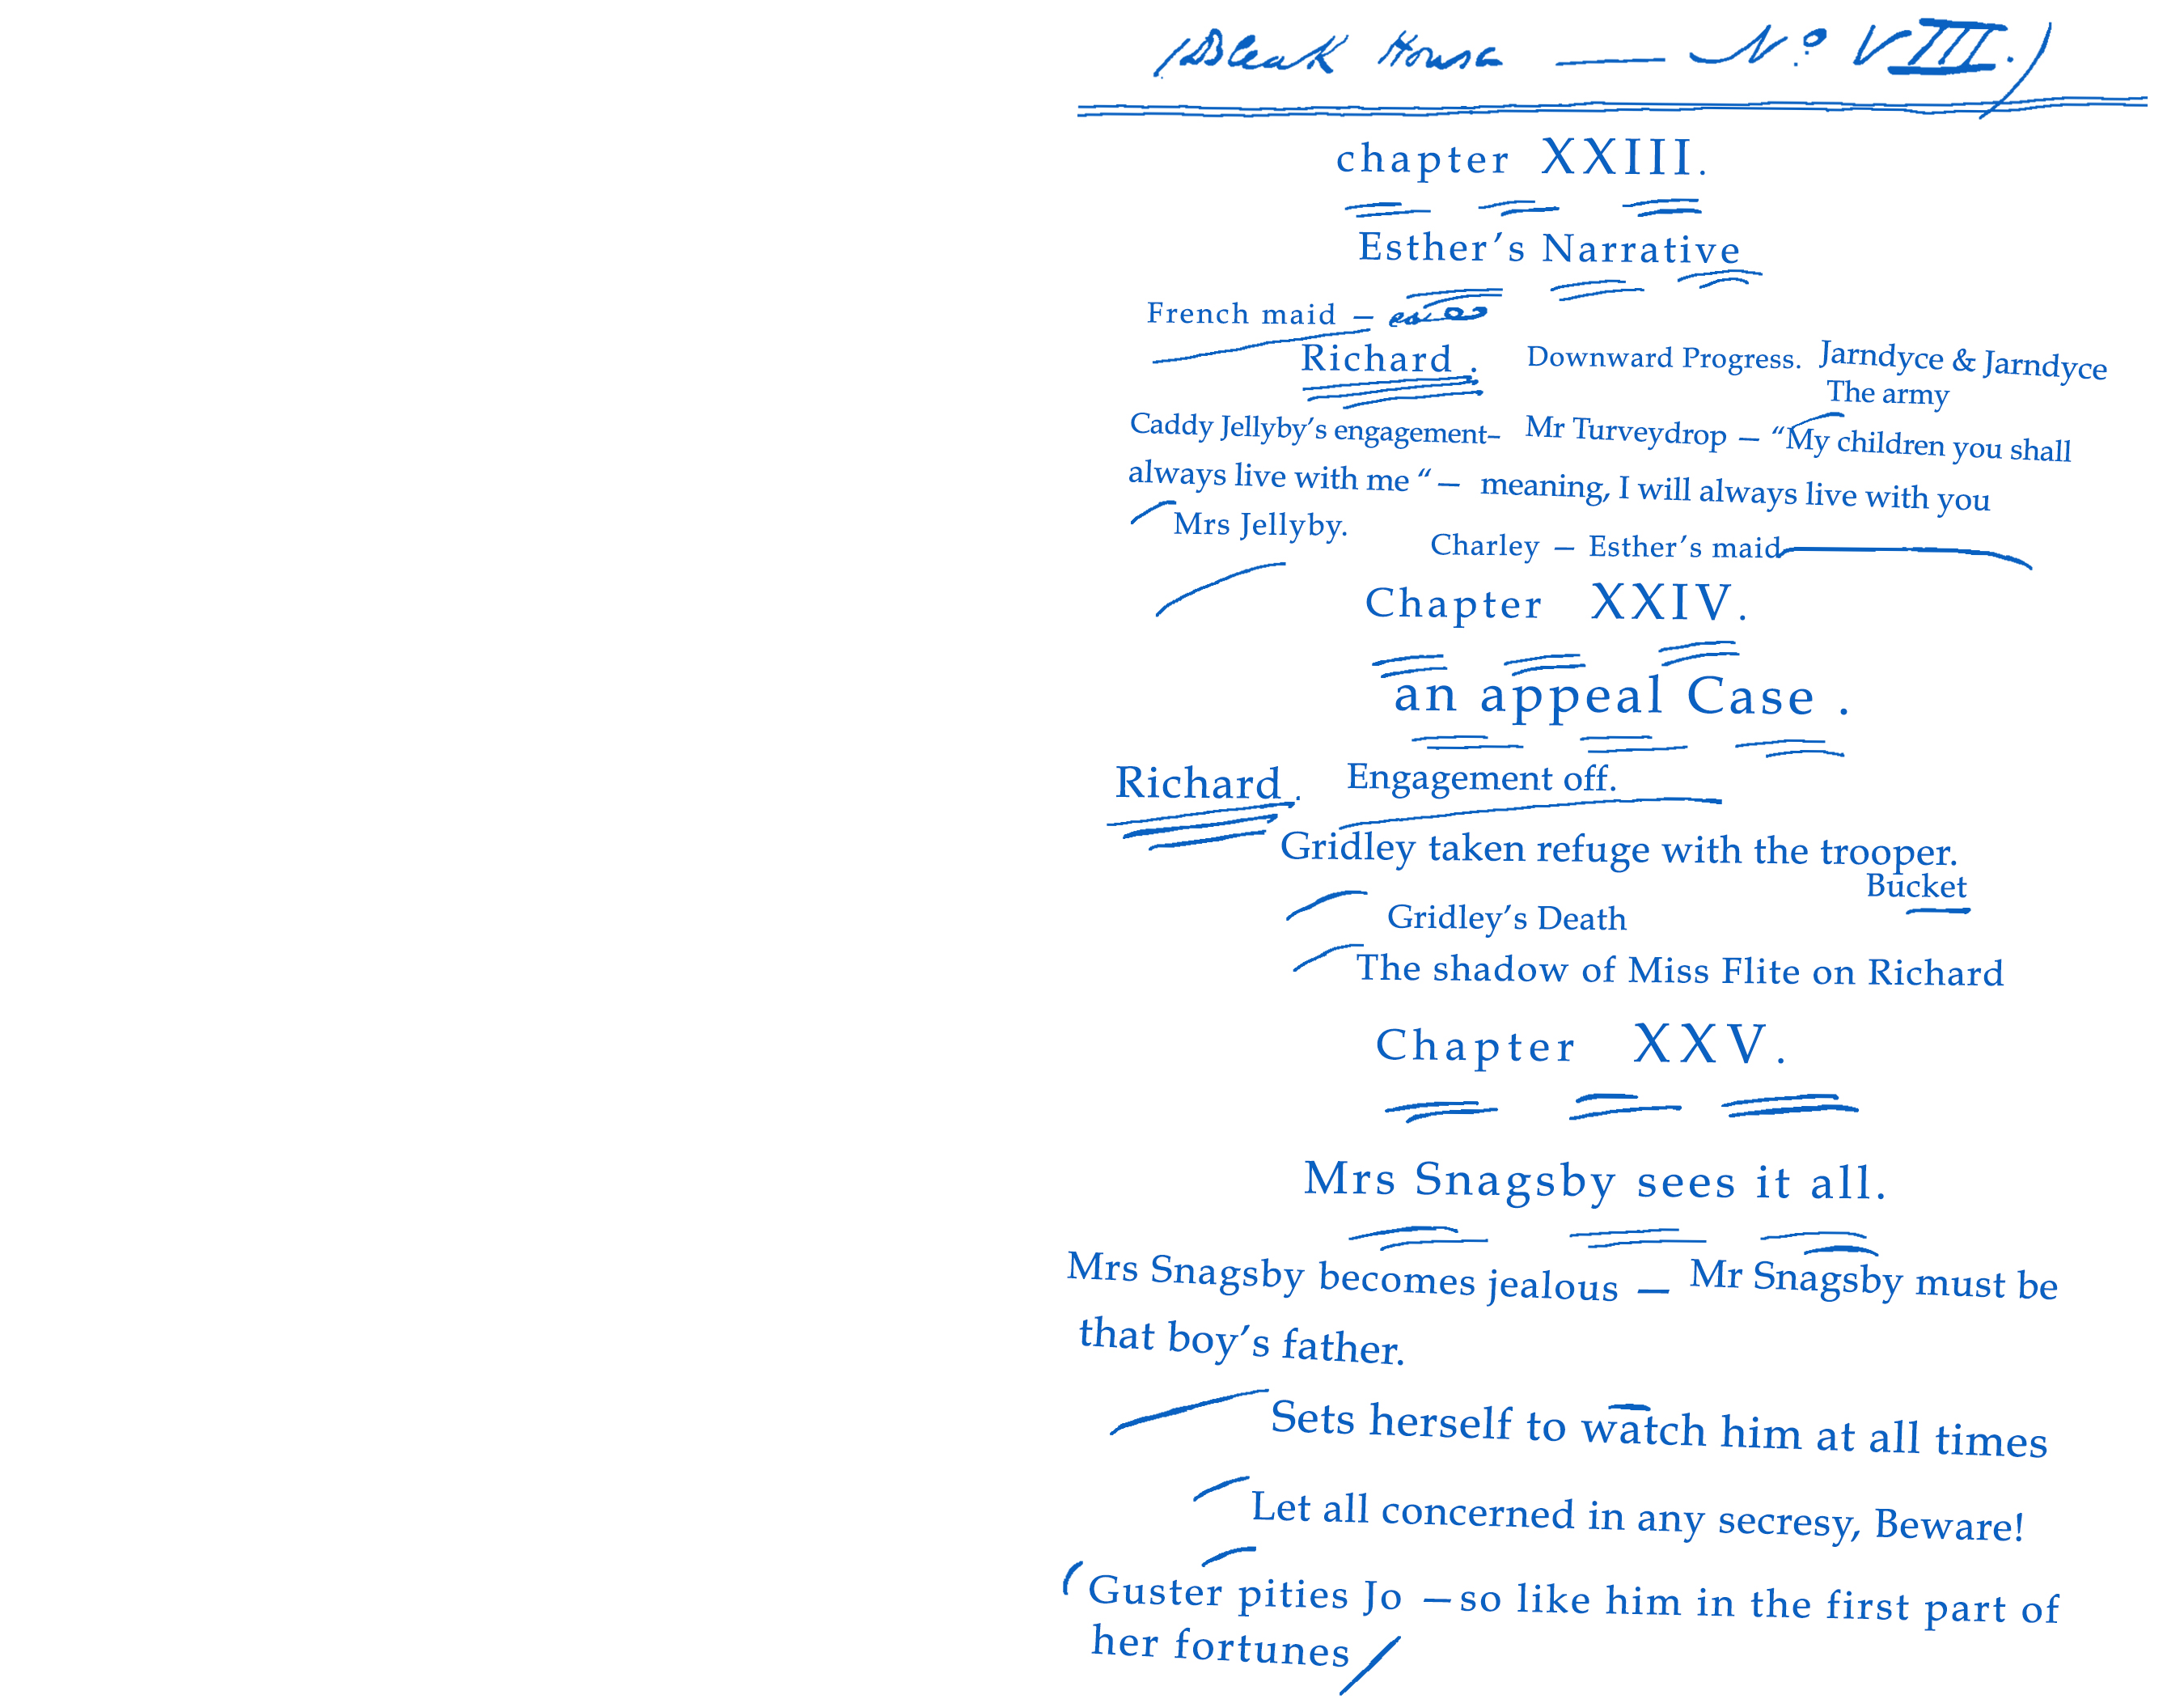 (Bleak House — No. VIII.)
chapter XXIII.
Esther’s Narrative
French maid —
Richard . Downward Progress. Jarndyce & Jarndyce
The army
Caddy Jellyby’s engagement– Mr Turveydrop — “My children you shall
always live with me “— meaning, I will always live with you
Mrs Jellyby.
Charley — Esther’s maid
Chapter XXIV.
an appeal Case .
Richard . Engagement off.
Gridley taken refuge with the trooper.
Bucket
Gridley’s Death
The shadow of Miss Flite on Richard
Chapter XXV.
Mrs Snagsby sees it all.
Mrs Snagsby becomes jealous — Mr Snagsby must be
that boy’s father.
Sets herself to watch him at all times
Let all concerned in any secresy, Beware!
(Guster pities Jo —so like him in the first part of
her fortunes/